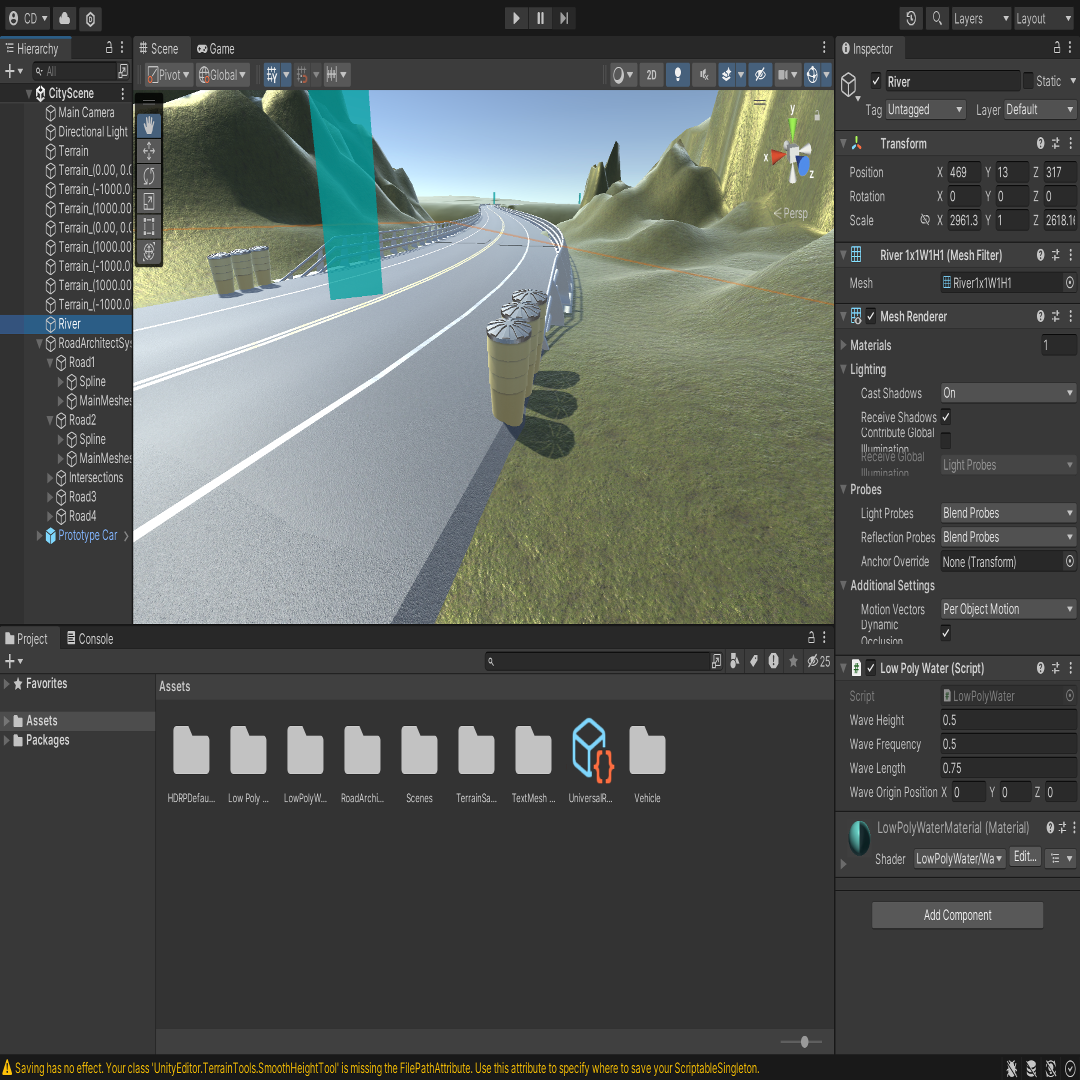 CD
Layers
Layout
Hierarchy
All
CityScene
Main Camera
Directional Light
Terrain
Terrain_(0.00, 0.0
Terrain_(-1000.0
Terrain_(1000.00
Terrain_(0.00, 0.0
Terrain_(1000.00
Terrain_(-1000.0
Terrain_(1000.00
Terrain_(-1000.0
River
RoadArchitectSy
Road1
Spline
MainMeshes
Road2
Spline
MainMeshes
Intersections
Road3
Road4
Prototype Car
Scene
Game
Pivot
Global
2D
y
x
z
Persp
Inspector
River
Static
Tag Untagged
Layer Default
Transform
Position X 469 Y 13 Z 317
Rotation X 0 Y 0 Z 0
Scale X 2961.3 Y 1 Z 2618.16
River 1x1W1H1 (Mesh Filter)
Mesh River1x1W1H1
Mesh Renderer
Materials 1
Lighting
Cast Shadows On
Receive Shadows
Contribute Global
Illumination
Receive Global
Illumination
Light Probes
Probes
Light Probes Blend Probes
Reflection Probes Blend Probes
Anchor Override None (Transform)
Additional Settings
Motion Vectors Per Object Motion
Dynamic
Occlusion
Low Poly Water (Script)
Script LowPolyWater
Wave Height 0.5
Wave Frequency 0.5
Wave Length 0.75
Wave Origin Position X 0 Y 0 Z 0
LowPolyWaterMaterial (Material)
Shader LowPolyWater/Wa Edit...
Add Component
Project
Console
25
Favorites
Assets
Packages
Assets
HDRPDefau...
Low Poly ...
LowPolyW...
RoadArchi...
Scenes
TerrainSa...
TextMesh ...
UniversalR...
Vehicle
Saving has no effect. Your class 'UnityEditor.TerrainTools.SmoothHeightTool' is missing the FilePathAttribute. Use this attribute to specify where to save your ScriptableSingleton.